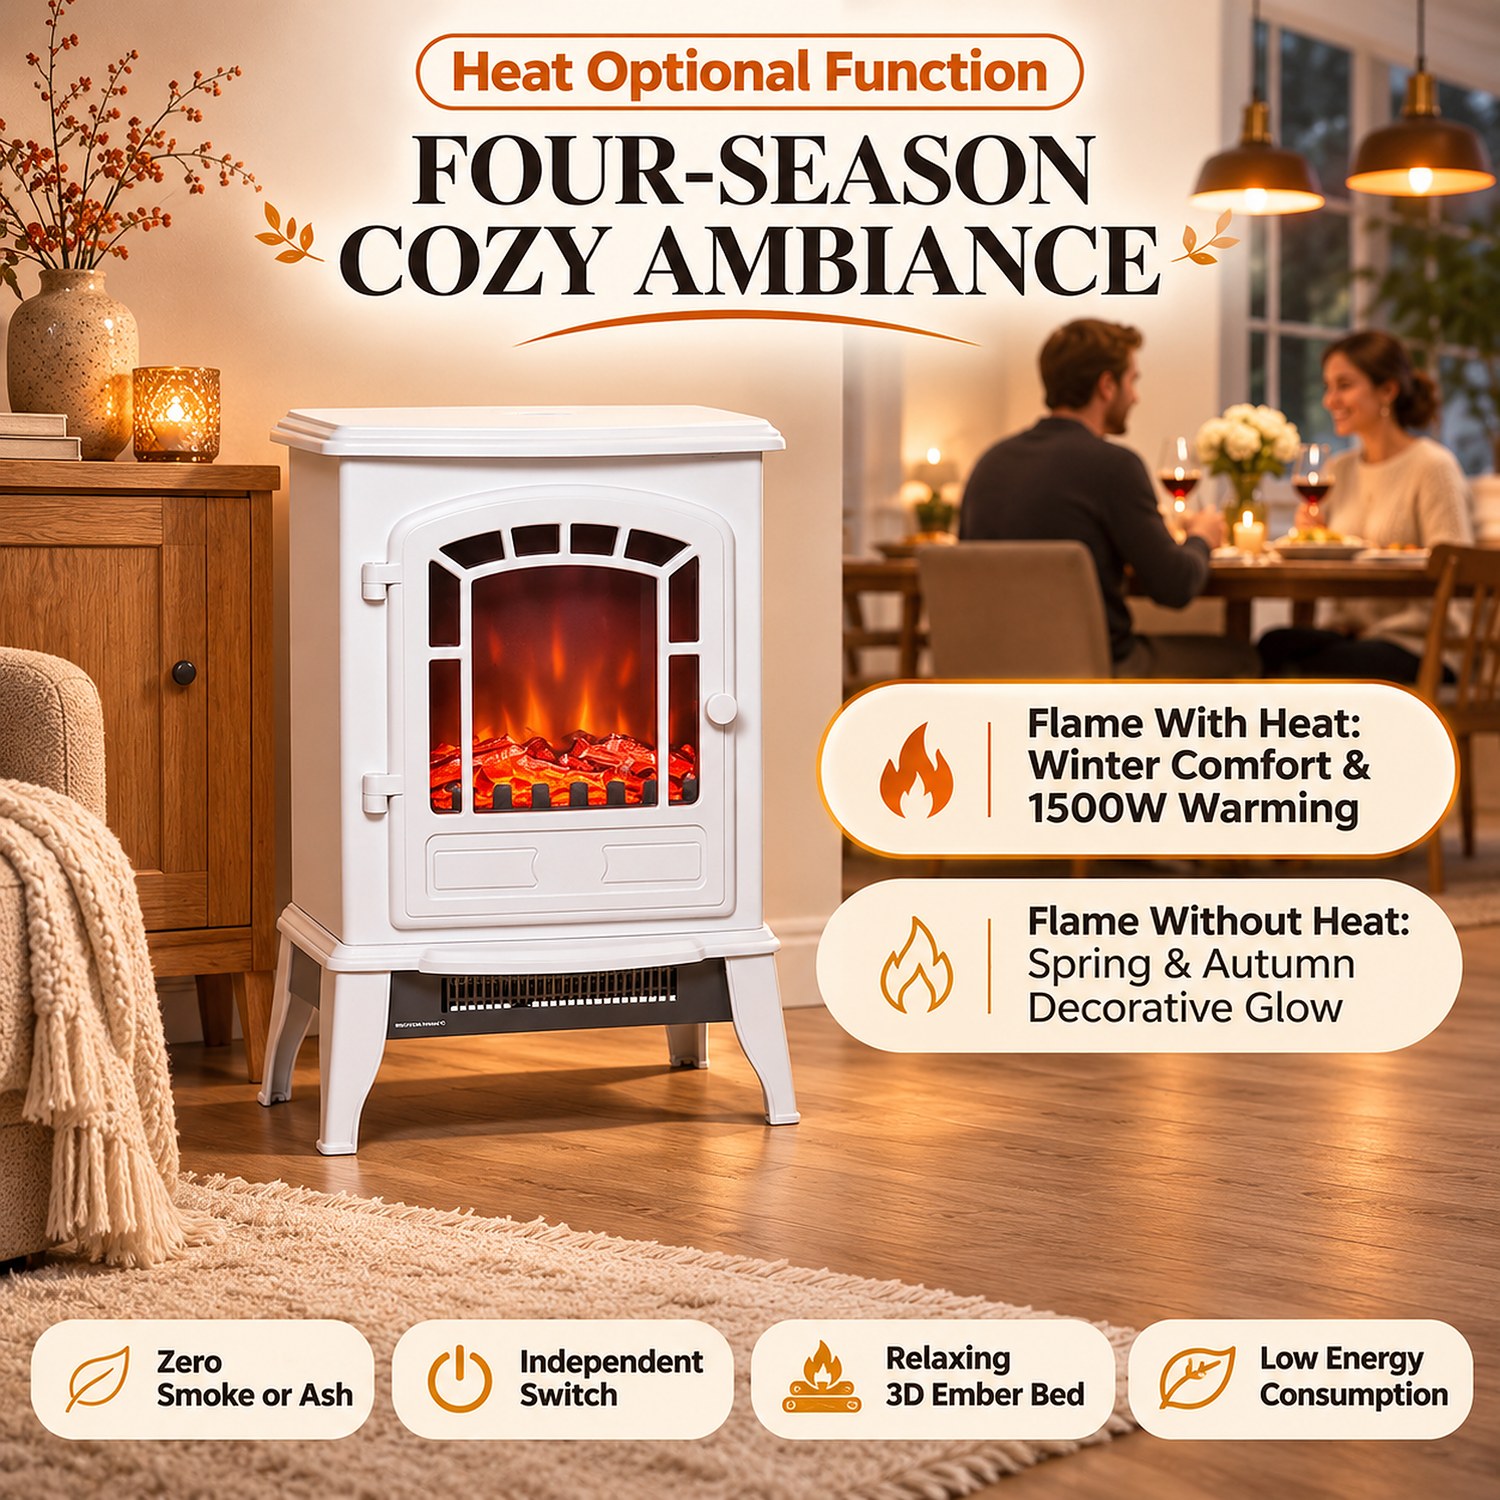 Heat Optional Function
FOUR-SEASON
COZY AMBIANCE
Flame With Heat:
Winter Comfort &
1500W Warming
Flame Without Heat:
Spring & Autumn
Decorative Glow
Zero
Smoke or Ash
Independent
Switch
Relaxing
3D Ember Bed
Low Energy
Consumption